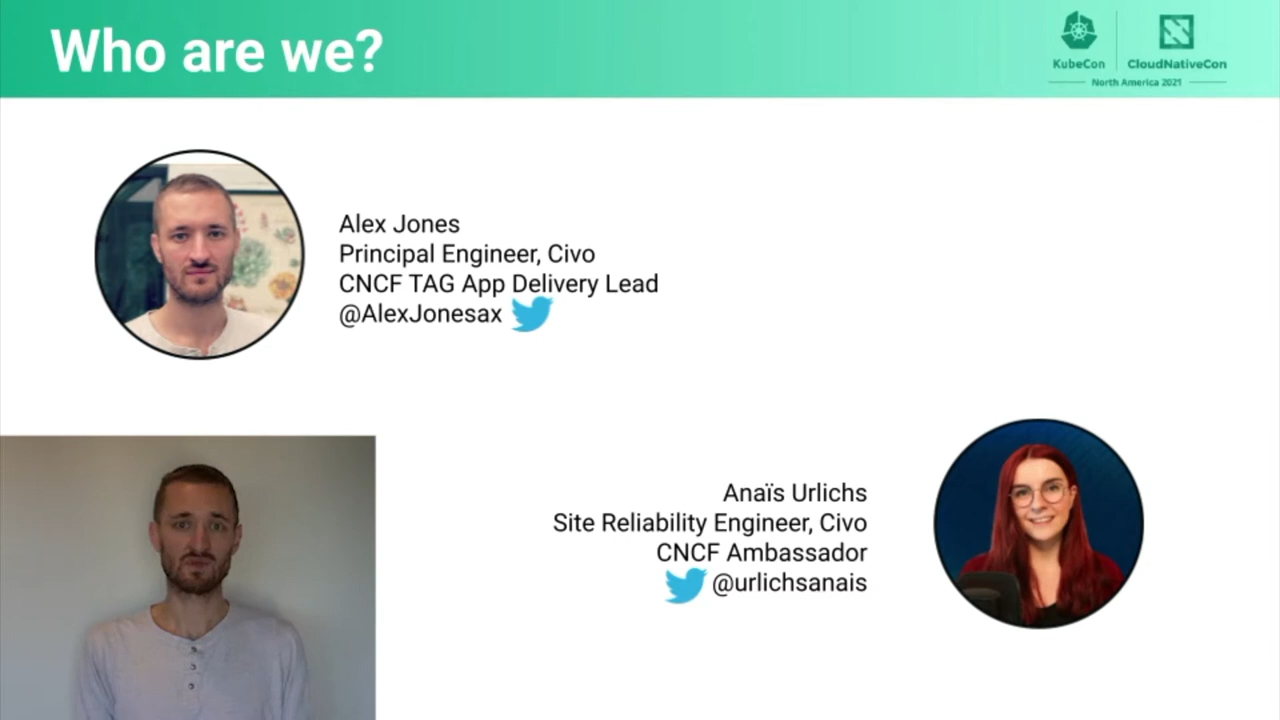 Who are we?
KubeCon
CloudNativeCon
North America 2021
Alex Jones
Principal Engineer, Civo
CNCF TAG App Delivery Lead
@AlexJonesax
Anaïs Urlichs
Site Reliability Engineer, Civo
CNCF Ambassador
@urlichsanais